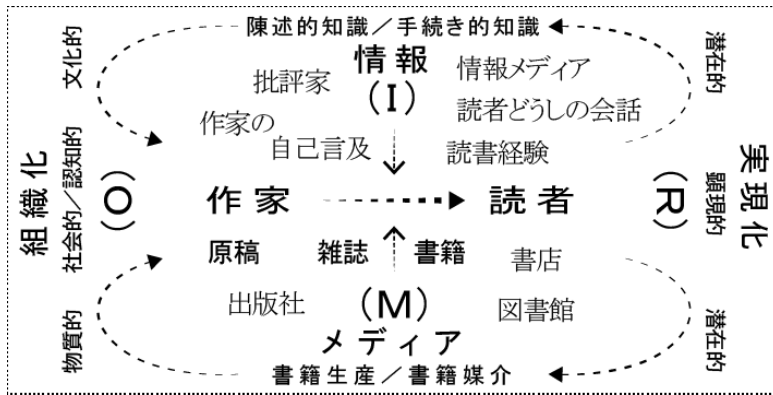 陳述的知識／手続き的知識
情報
(I)
批評家
情報メディア
作家の
自己言及
読者どうしの会話
読書経験
文化的
潜在的
組織化
社会的／認知的
(O)
作家
読者
(R)
顕現的
実現化
原稿
雑誌
書籍
書店
出版社
(M)
図書館
メディア
物質的
潜在的
書籍生産／書籍媒介